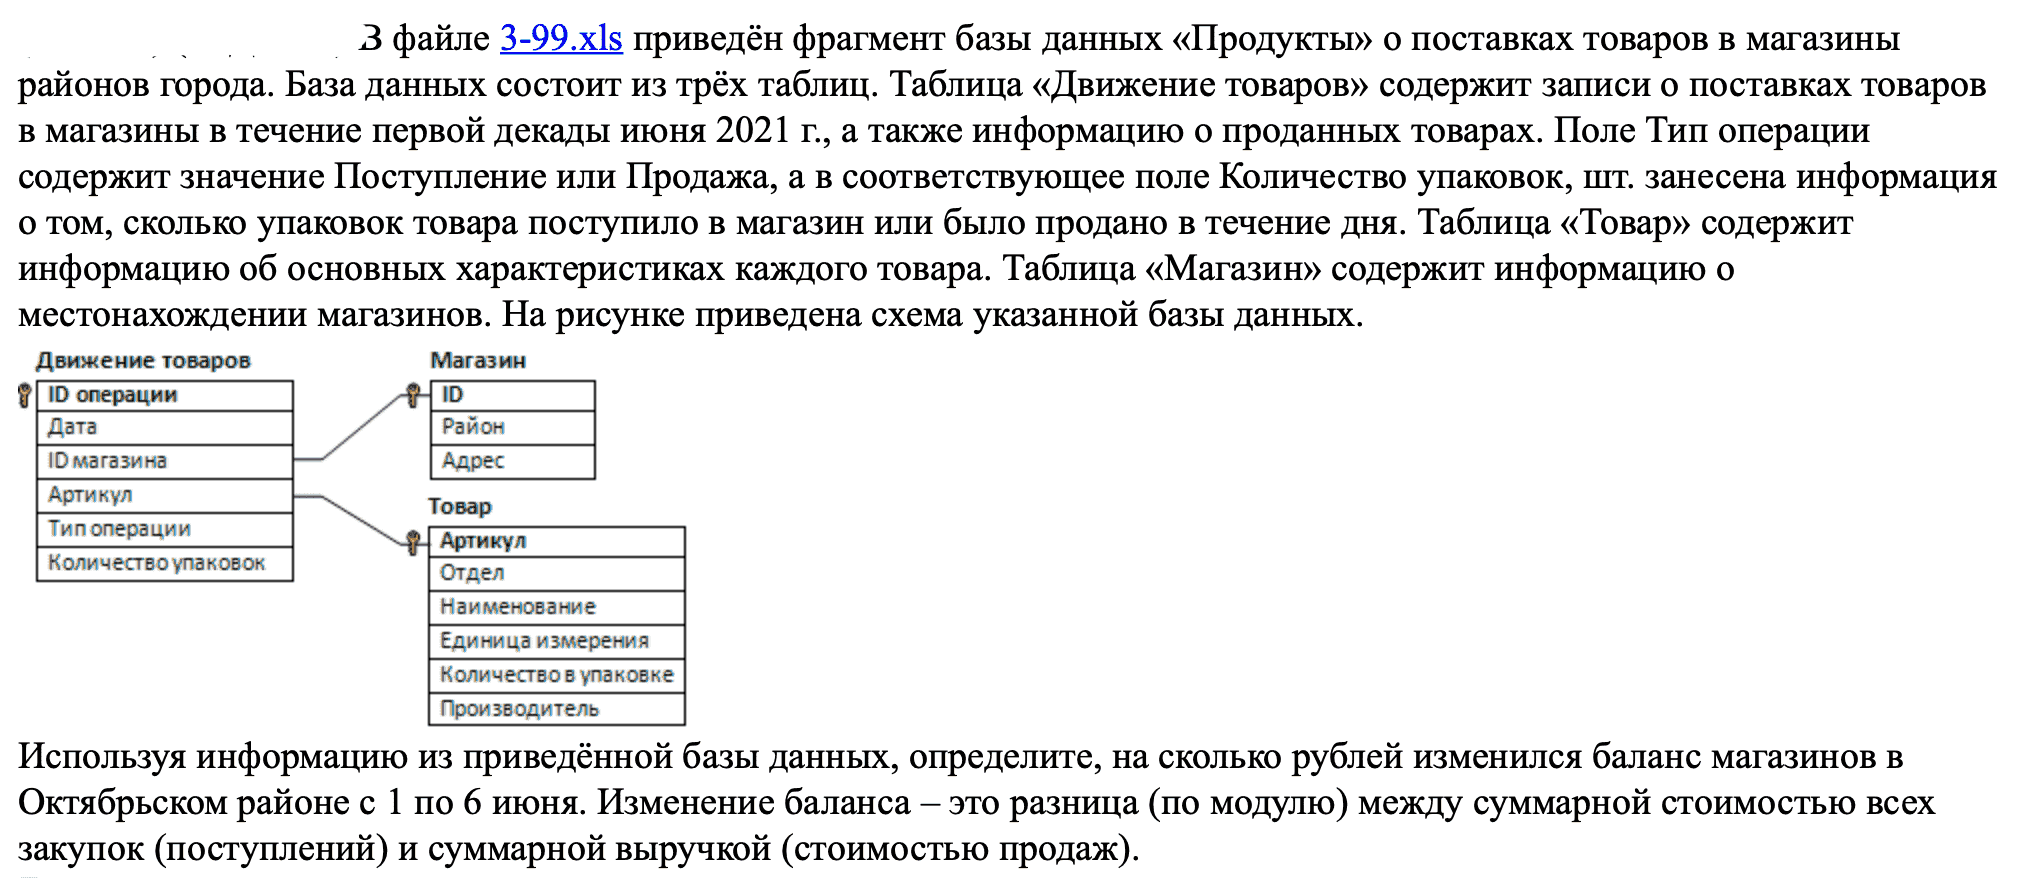 В файле 3-99.xls приведён фрагмент базы данных «Продукты» о поставках товаров в магазины
районов города. База данных состоит из трёх таблиц. Таблица «Движение товаров» содержит записи о поставках товаров
в магазины в течение первой декады июня 2021 г., а также информацию о проданных товарах. Поле Тип операции
содержит значение Поступление или Продажа, а в соответствующее поле Количество упаковок, шт. занесена информация
о том, сколько упаковок товара поступило в магазин или было продано в течение дня. Таблица «Товар» содержит
информацию об основных характеристиках каждого товара. Таблица «Магазин» содержит информацию о
местонахождении магазинов. На рисунке приведена схема указанной базы данных.
Движение товаров
ID операции
Дата
ID магазина
Артикул
Тип операции
Количество упаковок
Магазин
ID
Район
Адрес
Товар
Артикул
Отдел
Наименование
Единица измерения
Количество в упаковке
Производитель
Используя информацию из приведённой базы данных, определите, на сколько рублей изменился баланс магазинов в
Октябрьском районе с 1 по 6 июня. Изменение баланса – это разница (по модулю) между суммарной стоимостью всех
закупок (поступлений) и суммарной выручкой (стоимостью продаж).